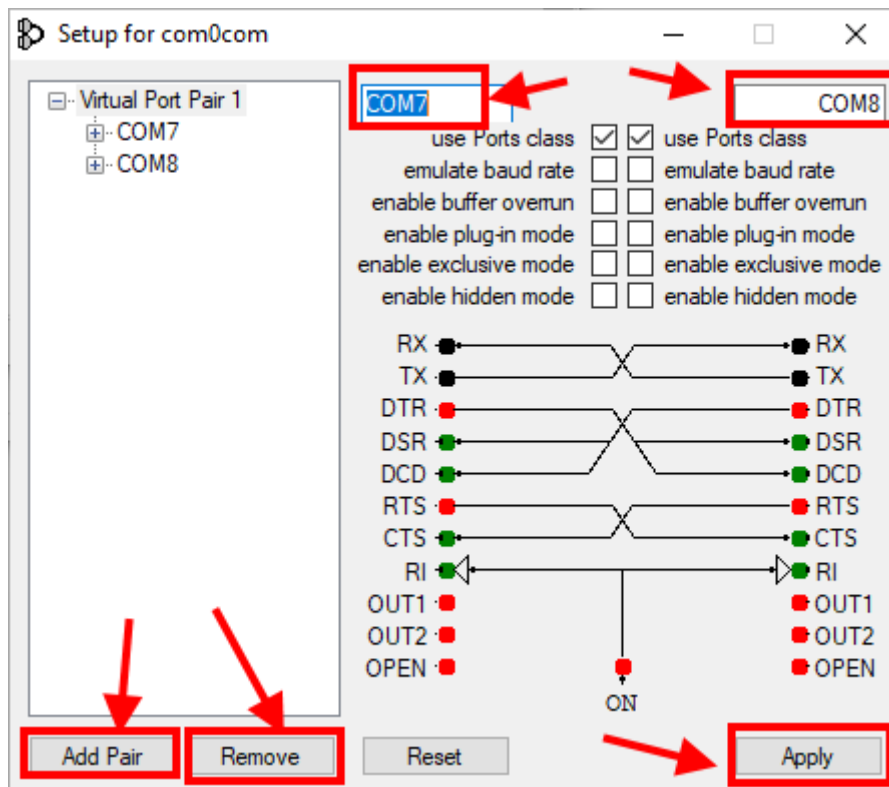 Setup for com0com
Virtual Port Pair 1
COM7
COM8
COM7
COM8
use Ports class use Ports class
emulate baud rate emulate baud rate
enable buffer overrun enable buffer overrun
enable plug-in mode enable plug-in mode
enable exclusive mode enable exclusive mode
enable hidden mode enable hidden mode
RX RX
TX TX
DTR DTR
DSR DSR
DCD DCD
RTS RTS
CTS CTS
RI RI
OUT1 OUT1
OUT2 OUT2
OPEN OPEN
ON
Add Pair Remove Reset Apply